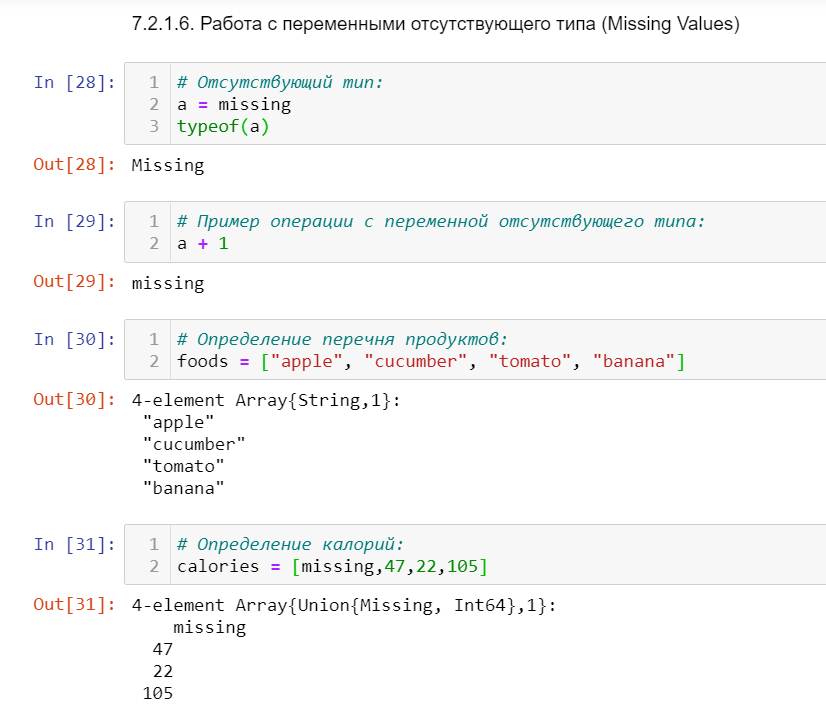 7.2.1.6. Работа с переменными отсутствующего типа (Missing Values)
In [28]: 1 # Отсутствующий тип:
2 a = missing
3 typeof(a)
Out[28]: Missing
In [29]: 1 # Пример операции с переменной отсутствующего типа:
2 a + 1
Out[29]: missing
In [30]: 1 # Определение перечня продуктов:
2 foods = ["apple", "cucumber", "tomato", "banana"]
Out[30]: 4-element Array{String,1}:
"apple"
"cucumber"
"tomato"
"banana"
In [31]: 1 # Определение калорий:
2 calories = [missing,47,22,105]
Out[31]: 4-element Array{Union{Missing, Int64},1}:
missing
47
22
105